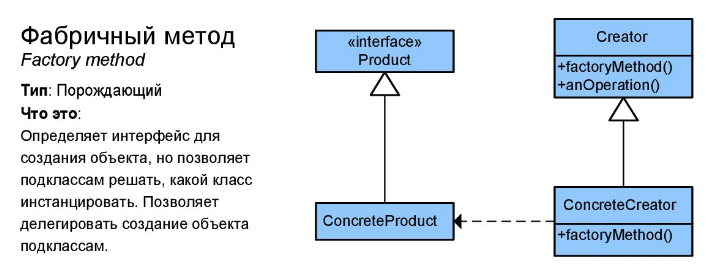 Фабричный метод
Factory method
Тип: Порождающий
Что это:
Определяет интерфейс для
создания объекта, но позволяет
подклассам решать, какой класс
инстанцировать. Позволяет
делегировать создание объекта
подклассам.
«interface»
Product
ConcreteProduct
Creator
+factoryMethod()
+anOperation()
ConcreteCreator
+factoryMethod()